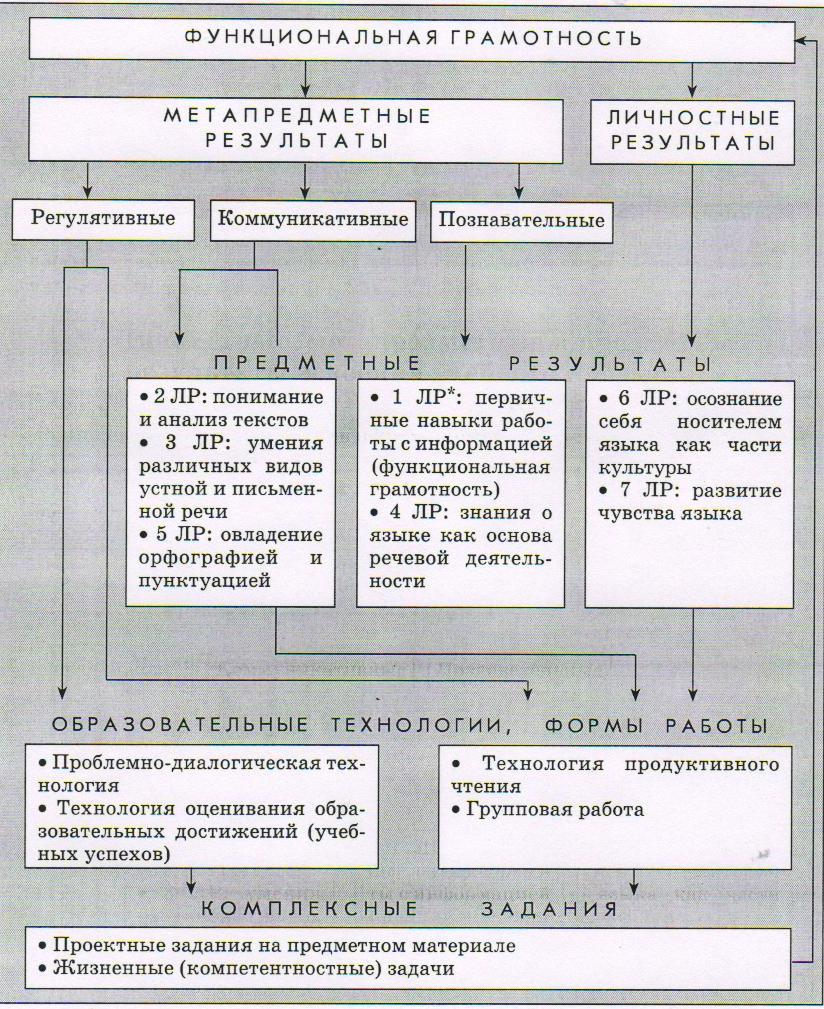 ФУНКЦИОНАЛЬНАЯ ГРАМОТНОСТЬ
МЕТАПРЕДМЕТНЫЕ
РЕЗУЛЬТАТЫ
ЛИЧНОСТНЫЕ
РЕЗУЛЬТАТЫ
Регулятивные
Коммуникативные
Познавательные
ПРЕДМЕТНЫЕ РЕЗУЛЬТАТЫ
• 2 ЛР: понимание
и анализ текстов
• 3 ЛР: умения
различных видов
устной и письмен-
ной речи
• 5 ЛР: овладение
орфографией и
пунктуацией
• 1 ЛР*: первич-
ные навыки рабо-
ты с информацией
(функциональная
грамотность)
• 4 ЛР: знания о
языке как основа
речевой деятель-
ности
• 6 ЛР: осознание
себя носителем
языка как части
культуры
• 7 ЛР: развитие
чувства языка
ОБРАЗОВАТЕЛЬНЫЕ ТЕХНОЛОГИИ, ФОРМЫ РАБОТЫ
• Проблемно-диалогическая тех-
нология
• Технология оценивания обра-
зовательных достижений (учеб-
ных успехов)
• Технология продуктивного
чтения
• Групповая работа
КОМПЛЕКСНЫЕ ЗАДАНИЯ
• Проектные задания на предметном материале
• Жизненные (компетентностные) задачи